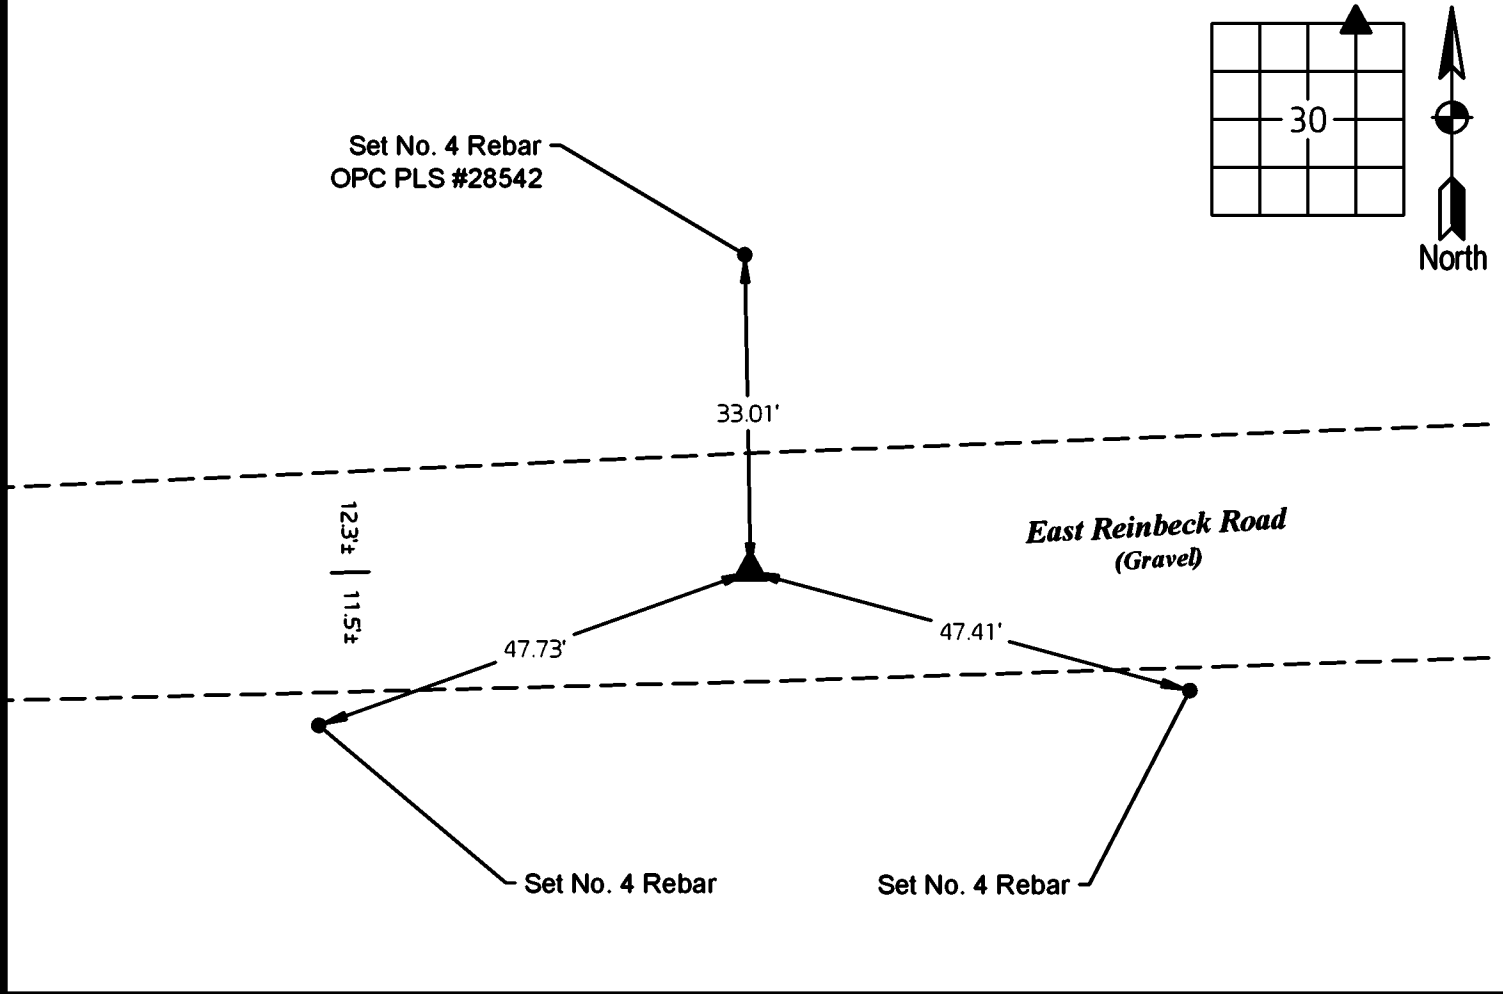 30
North
Set No. 4 Rebar
OPC PLS #28542
33.01'
East Reinbeck Road
(Gravel)
12.3'±
11.5'±
47.73'
47.41'
Set No. 4 Rebar
Set No. 4 Rebar